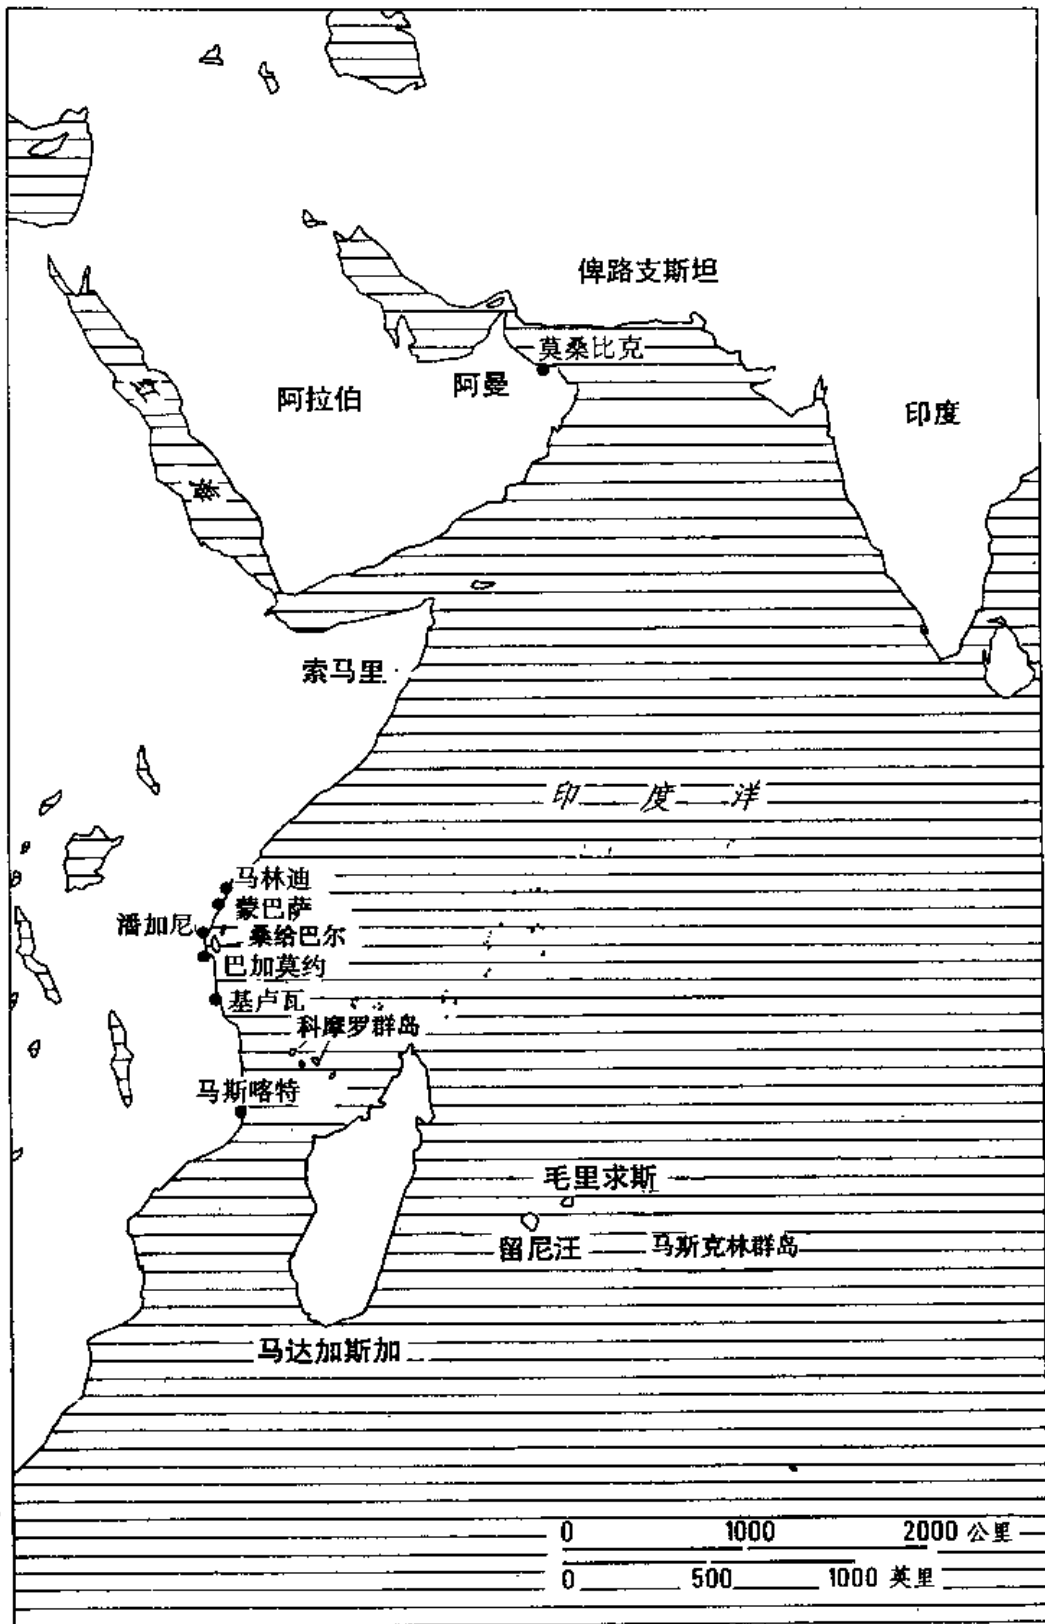 俾路支斯坦
莫桑比克
阿曼
阿拉伯
印度
红
海
索马里
印度洋
马林迪
蒙巴萨
潘加尼
桑给巴尔
巴加莫约
基卢瓦
科摩罗群岛
马斯喀特
毛里求斯
留尼汪
马斯克林群岛
马达加斯加
0 1000 2000 公里
0 500 1000 英里